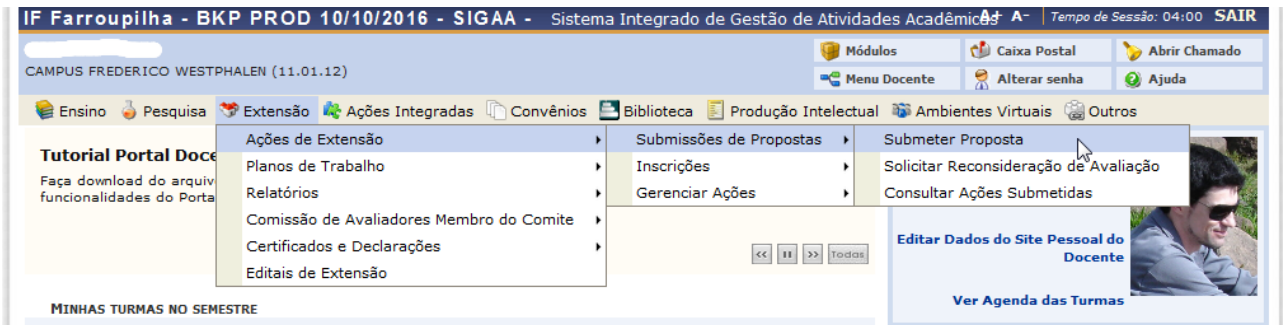 IF Farroupilha - BKP PROD 10/10/2016 - SIGAA - Sistema Integrado de Gestão de Atividades Acadêmicas A+ A- Tempo de Sessão: 04:00 SAIR
Módulos Caixa Postal Abrir Chamado
CAMPUS FREDERICO WESTPHALEN (11.01.12)
Menu Docente Alterar senha Ajuda
Ensino Pesquisa Extensão Ações Integradas Convênios Biblioteca Produção Intelectual Ambientes Virtuais Outros
Ações de Extensão Submissões de Propostas Submeter Proposta
Tutorial Portal Doce
Planos de Trabalho Inscrições Solicitar Reconsideração de Avaliação
Faça download do arquiv
Relatórios Gerenciar Ações Consultar Ações Submetidas
funcionalidades do Porta
Comissão de Avaliadores Membro do Comite
Certificados e Declarações
Editar Dados do Site Pessoal do
Docente
<< II >> Todas
Editais de Extensão
Ver Agenda das Turmas
MINHAS TURMAS NO SEMESTRE